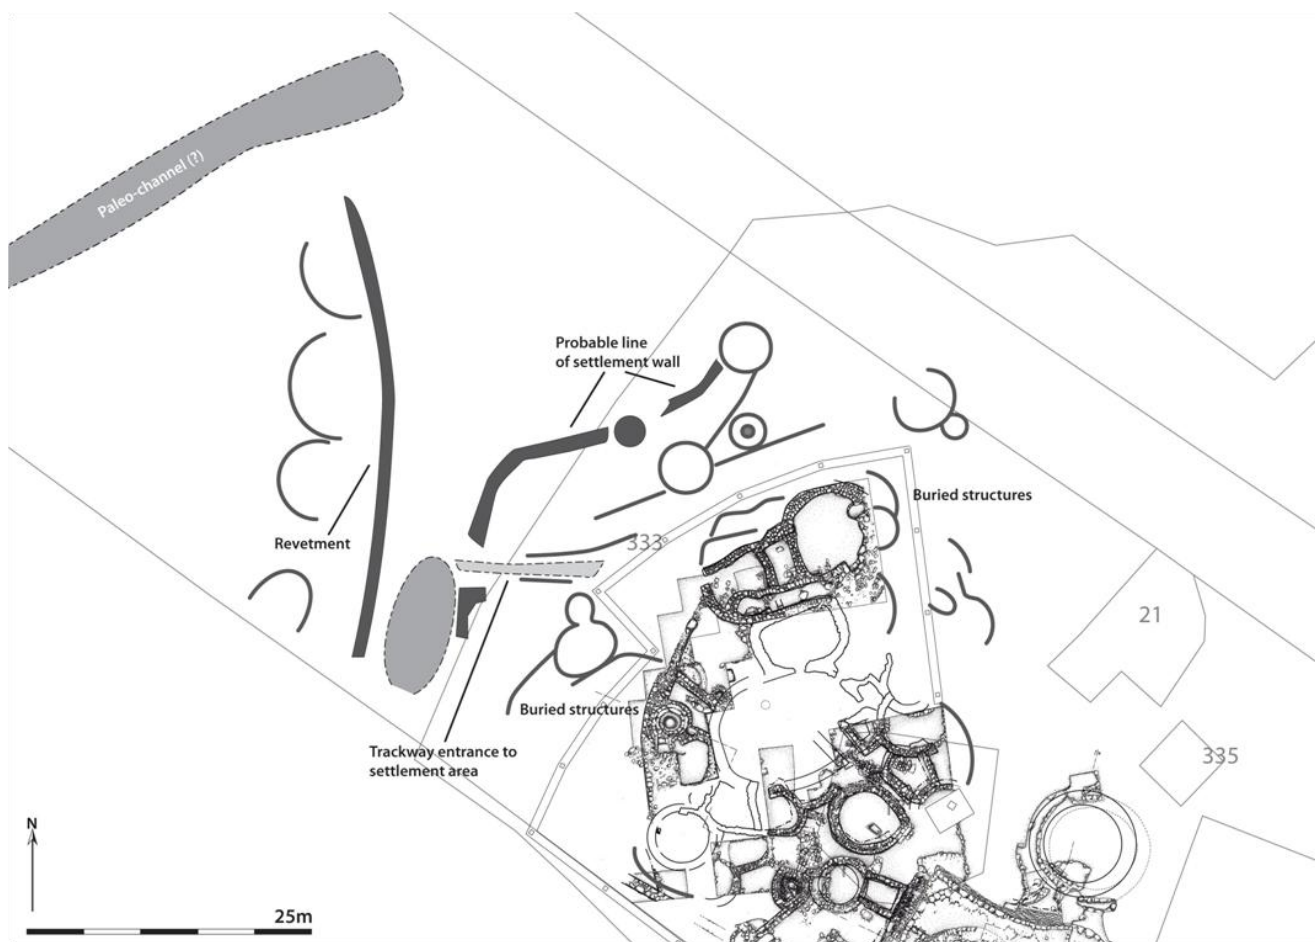 Paleo-channel (?)
Probable line
of settlement wall
Buried structures
Revetment
333
21
Buried structures
Trackway entrance to
settlement area
335
N
25m